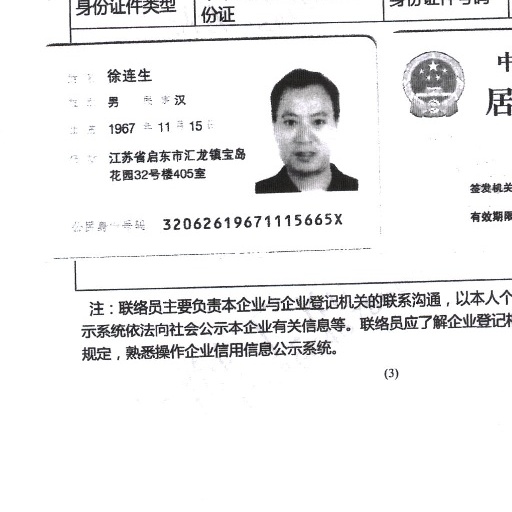 身份证件类型
份证
身份证件号码
姓名 徐连生
性别 男 民族 汉
出生 1967 年 11 月 15 日
住址 江苏省启东市汇龙镇宝岛
花园32号楼405室
公民身份号码 32062619671115665X
中
居
签发机关
有效期限
注：联络员主要负责本企业与企业登记机关的联系沟通，以本人个
示系统依法向社会公示本企业有关信息等。联络员应了解企业登记
规定，熟悉操作企业信用信息公示系统。
(3)